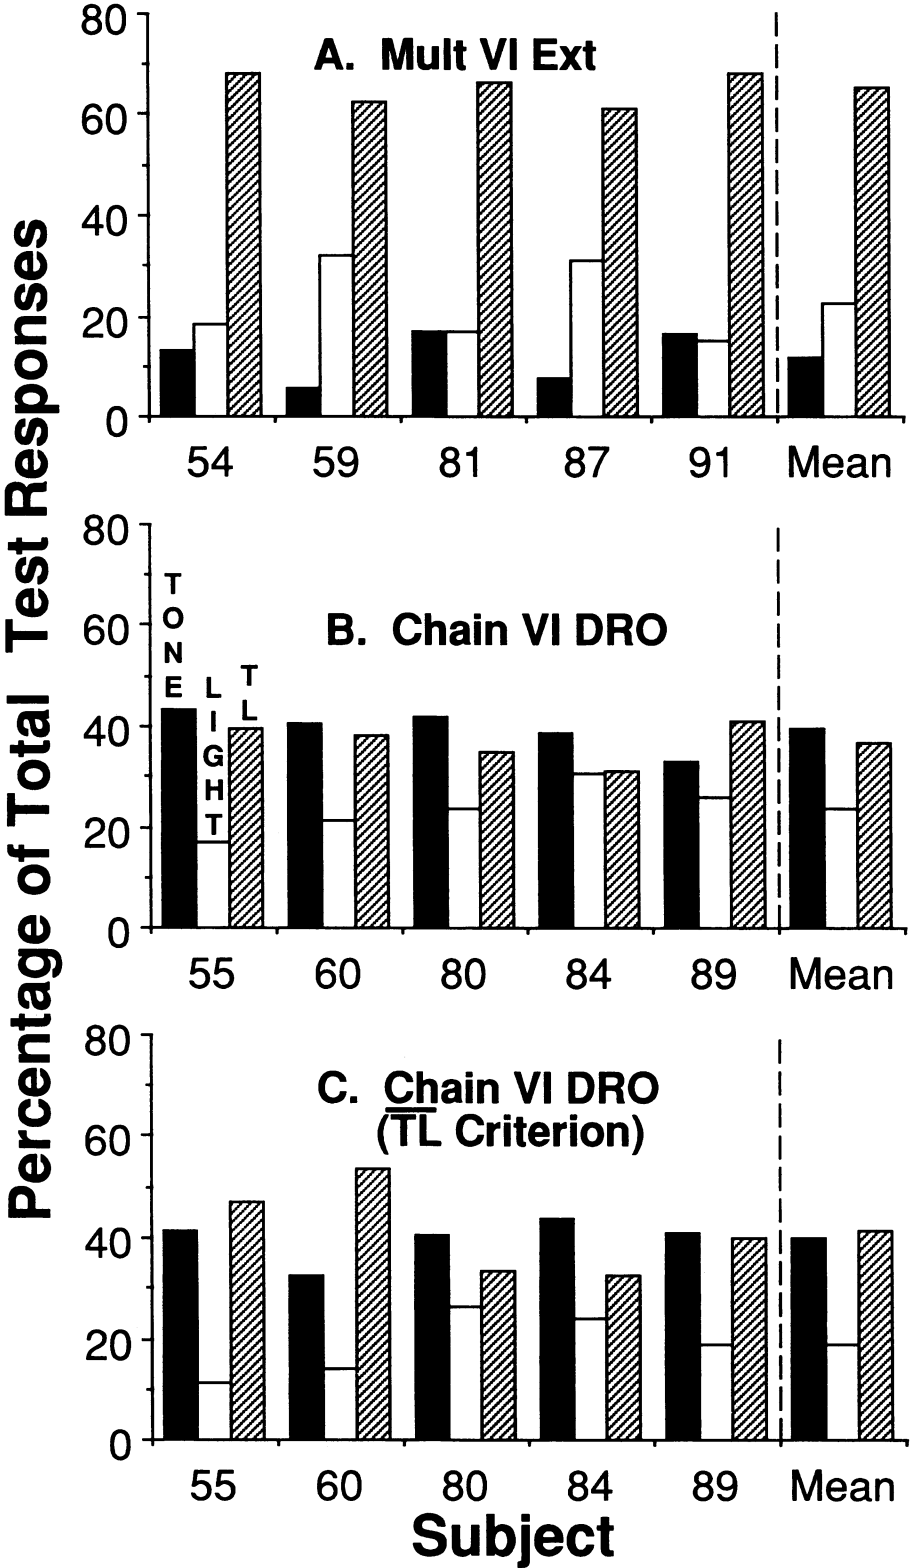 Percentage of Total Test Responses
A. Mult VI Ext
80
60
40
20
0
54 59 81 87 91 Mean
B. Chain VI DRO
80
60
40
20
0
TONE
LIGHT
TL
55 60 80 84 89 Mean
C. Chain VI DRO
(T̅L̅ Criterion)
80
60
40
20
0
55 60 80 84 89 Mean
Subject